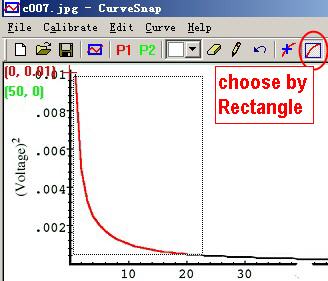 c007.jpg - CurveSnap
File Calibrate Edit Curve Help
P1 P2
(0, 0.01)
(50, 0)
choose by
Rectangle
.008
(Voltage)²
.006
.004
.002
10 20 30